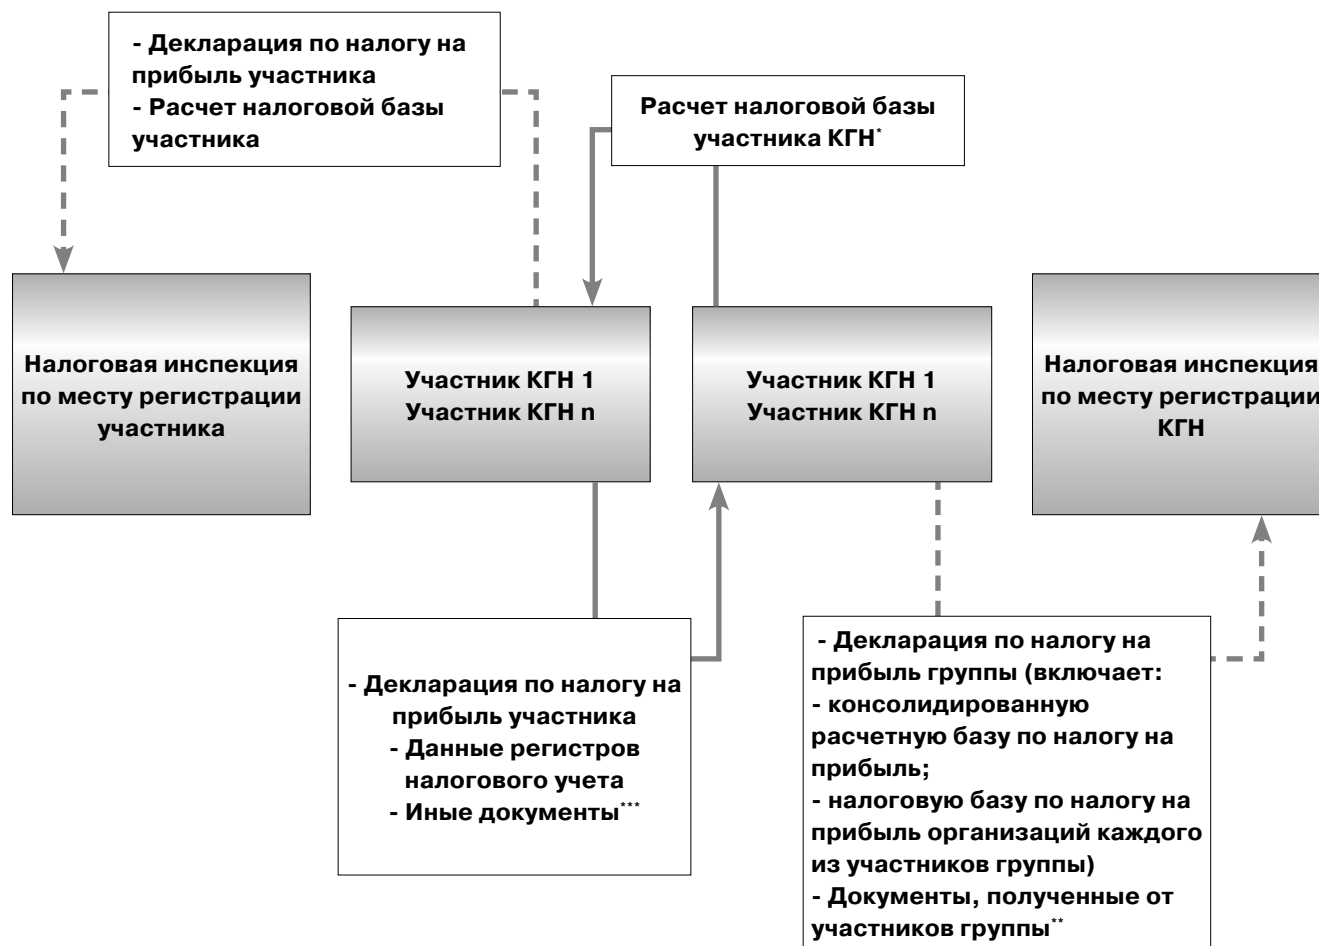 - Декларация по налогу на
прибыль участника
- Расчет налоговой базы
участника
Расчет налоговой базы
участника КГН*
Налоговая инспекция
по месту регистрации
участника
Участник КГН 1
Участник КГН n
Участник КГН 1
Участник КГН n
Налоговая инспекция
по месту регистрации
КГН
- Декларация по налогу на
прибыль участника
- Данные регистров
налогового учета
- Иные документы***
- Декларация по налогу на
прибыль группы (включает:
- консолидированную
расчетную базу по налогу на
прибыль;
- налоговую базу по налогу на
прибыль организаций каждого
из участников группы)
- Документы, полученные от
участников группы**